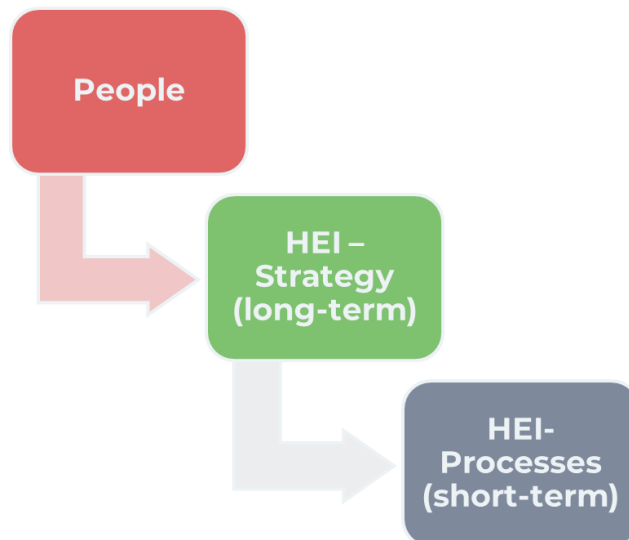 People
HEI –
Strategy
(long-term)
HEI-
Processes
(short-term)